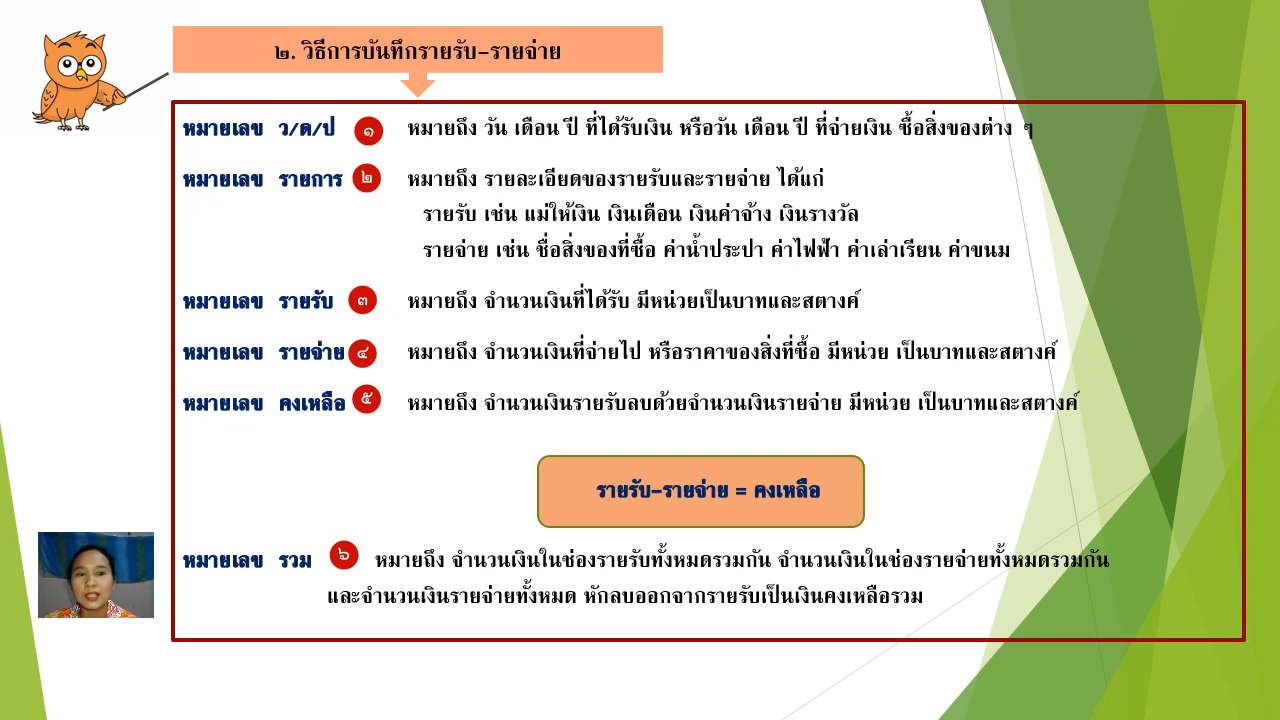 ๒. วิธีการบันทึกรายรับ-รายจ่าย
หมายเลข ว/ด/ป ๑ หมายถึง วัน เดือน ปี ที่ได้รับเงิน หรือวัน เดือน ปี ที่จ่ายเงิน ซื้อสิ่งของต่าง ๆ
หมายเลข รายการ ๒ หมายถึง รายละเอียดของรายรับและรายจ่าย ได้แก่
รายรับ เช่น แม่ให้เงิน เงินเดือน เงินค่าจ้าง เงินรางวัล
รายจ่าย เช่น ชื่อสิ่งของที่ซื้อ ค่าน้ำประปา ค่าไฟฟ้า ค่าเล่าเรียน ค่าขนม
หมายเลข รายรับ ๓ หมายถึง จำนวนเงินที่ได้รับ มีหน่วยเป็นบาทและสตางค์
หมายเลข รายจ่าย ๔ หมายถึง จำนวนเงินที่จ่ายไป หรือราคาของสิ่งที่ซื้อ มีหน่วย เป็นบาทและสตางค์
หมายเลข คงเหลือ ๕ หมายถึง จำนวนเงินรายรับลบด้วยจำนวนเงินรายจ่าย มีหน่วย เป็นบาทและสตางค์
รายรับ-รายจ่าย = คงเหลือ
หมายเลข รวม ๖ หมายถึง จำนวนเงินในช่องรายรับทั้งหมดรวมกัน จำนวนเงินในช่องรายจ่ายทั้งหมดรวมกัน
และจำนวนเงินรายจ่ายทั้งหมด หักลบออกจากรายรับเป็นเงินคงเหลือรวม